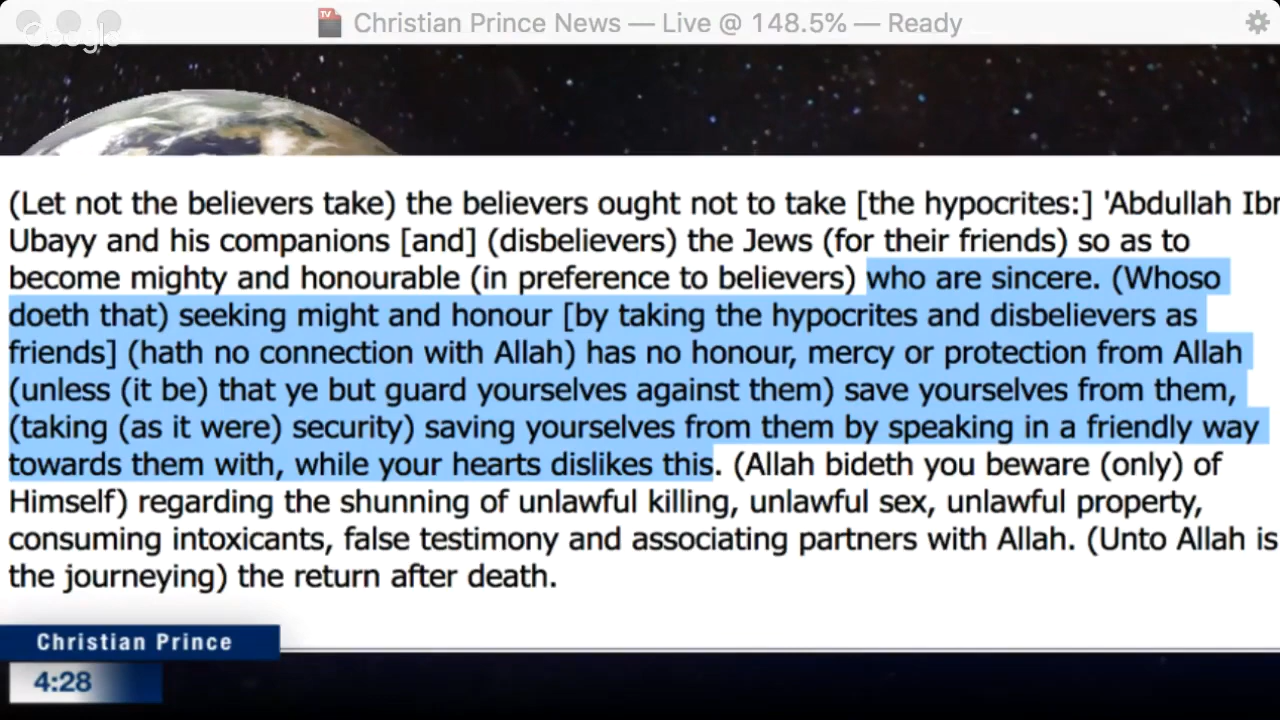 TV Christian Prince News — Live @ 148.5% — Ready
Google
(Let not the believers take) the believers ought not to take [the hypocrites:] 'Abdullah Ibn
Ubayy and his companions [and] (disbelievers) the Jews (for their friends) so as to
become mighty and honourable (in preference to believers) who are sincere. (Whoso
doeth that) seeking might and honour [by taking the hypocrites and disbelievers as
friends] (hath no connection with Allah) has no honour, mercy or protection from Allah
(unless (it be) that ye but guard yourselves against them) save yourselves from them,
(taking (as it were) security) saving yourselves from them by speaking in a friendly way
towards them with, while your hearts dislikes this. (Allah bideth you beware (only) of
Himself) regarding the shunning of unlawful killing, unlawful sex, unlawful property,
consuming intoxicants, false testimony and associating partners with Allah. (Unto Allah is
the journeying) the return after death.
Christian Prince
4:28